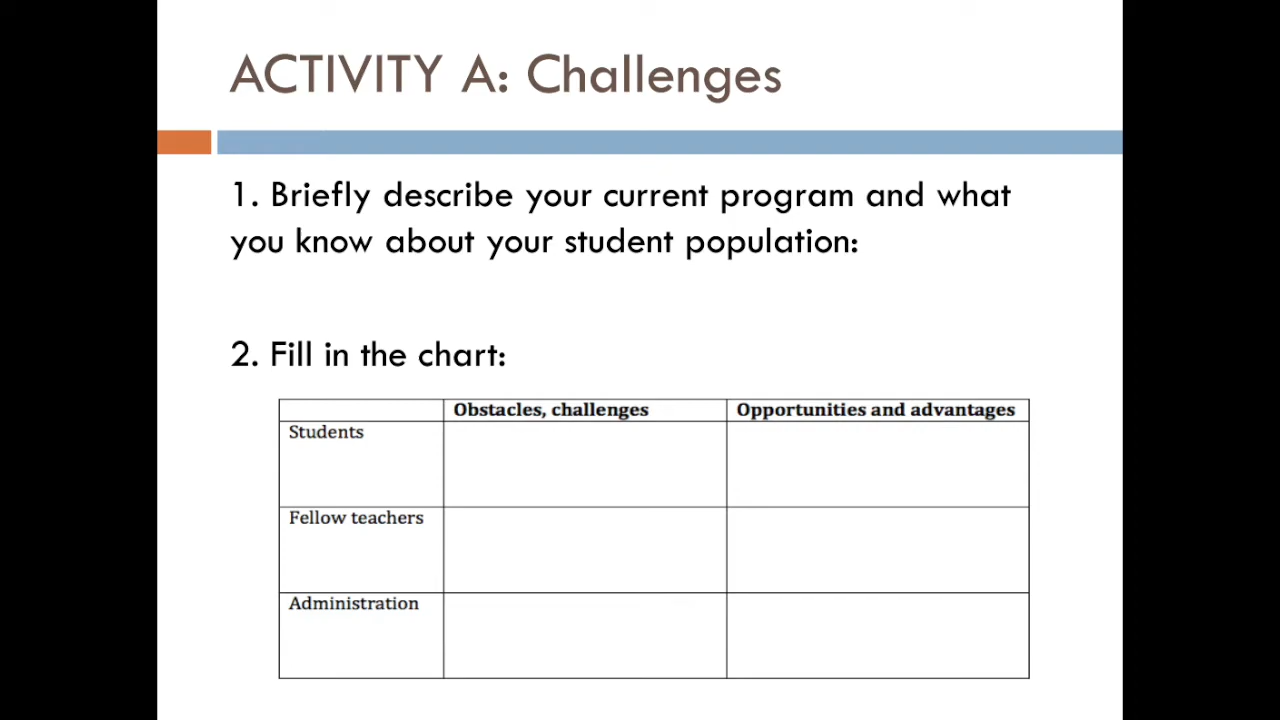 ACTIVITY A: Challenges
1. Briefly describe your current program and what
you know about your student population:
2. Fill in the chart:
Obstacles, challenges Opportunities and advantages
Students
Fellow teachers
Administration